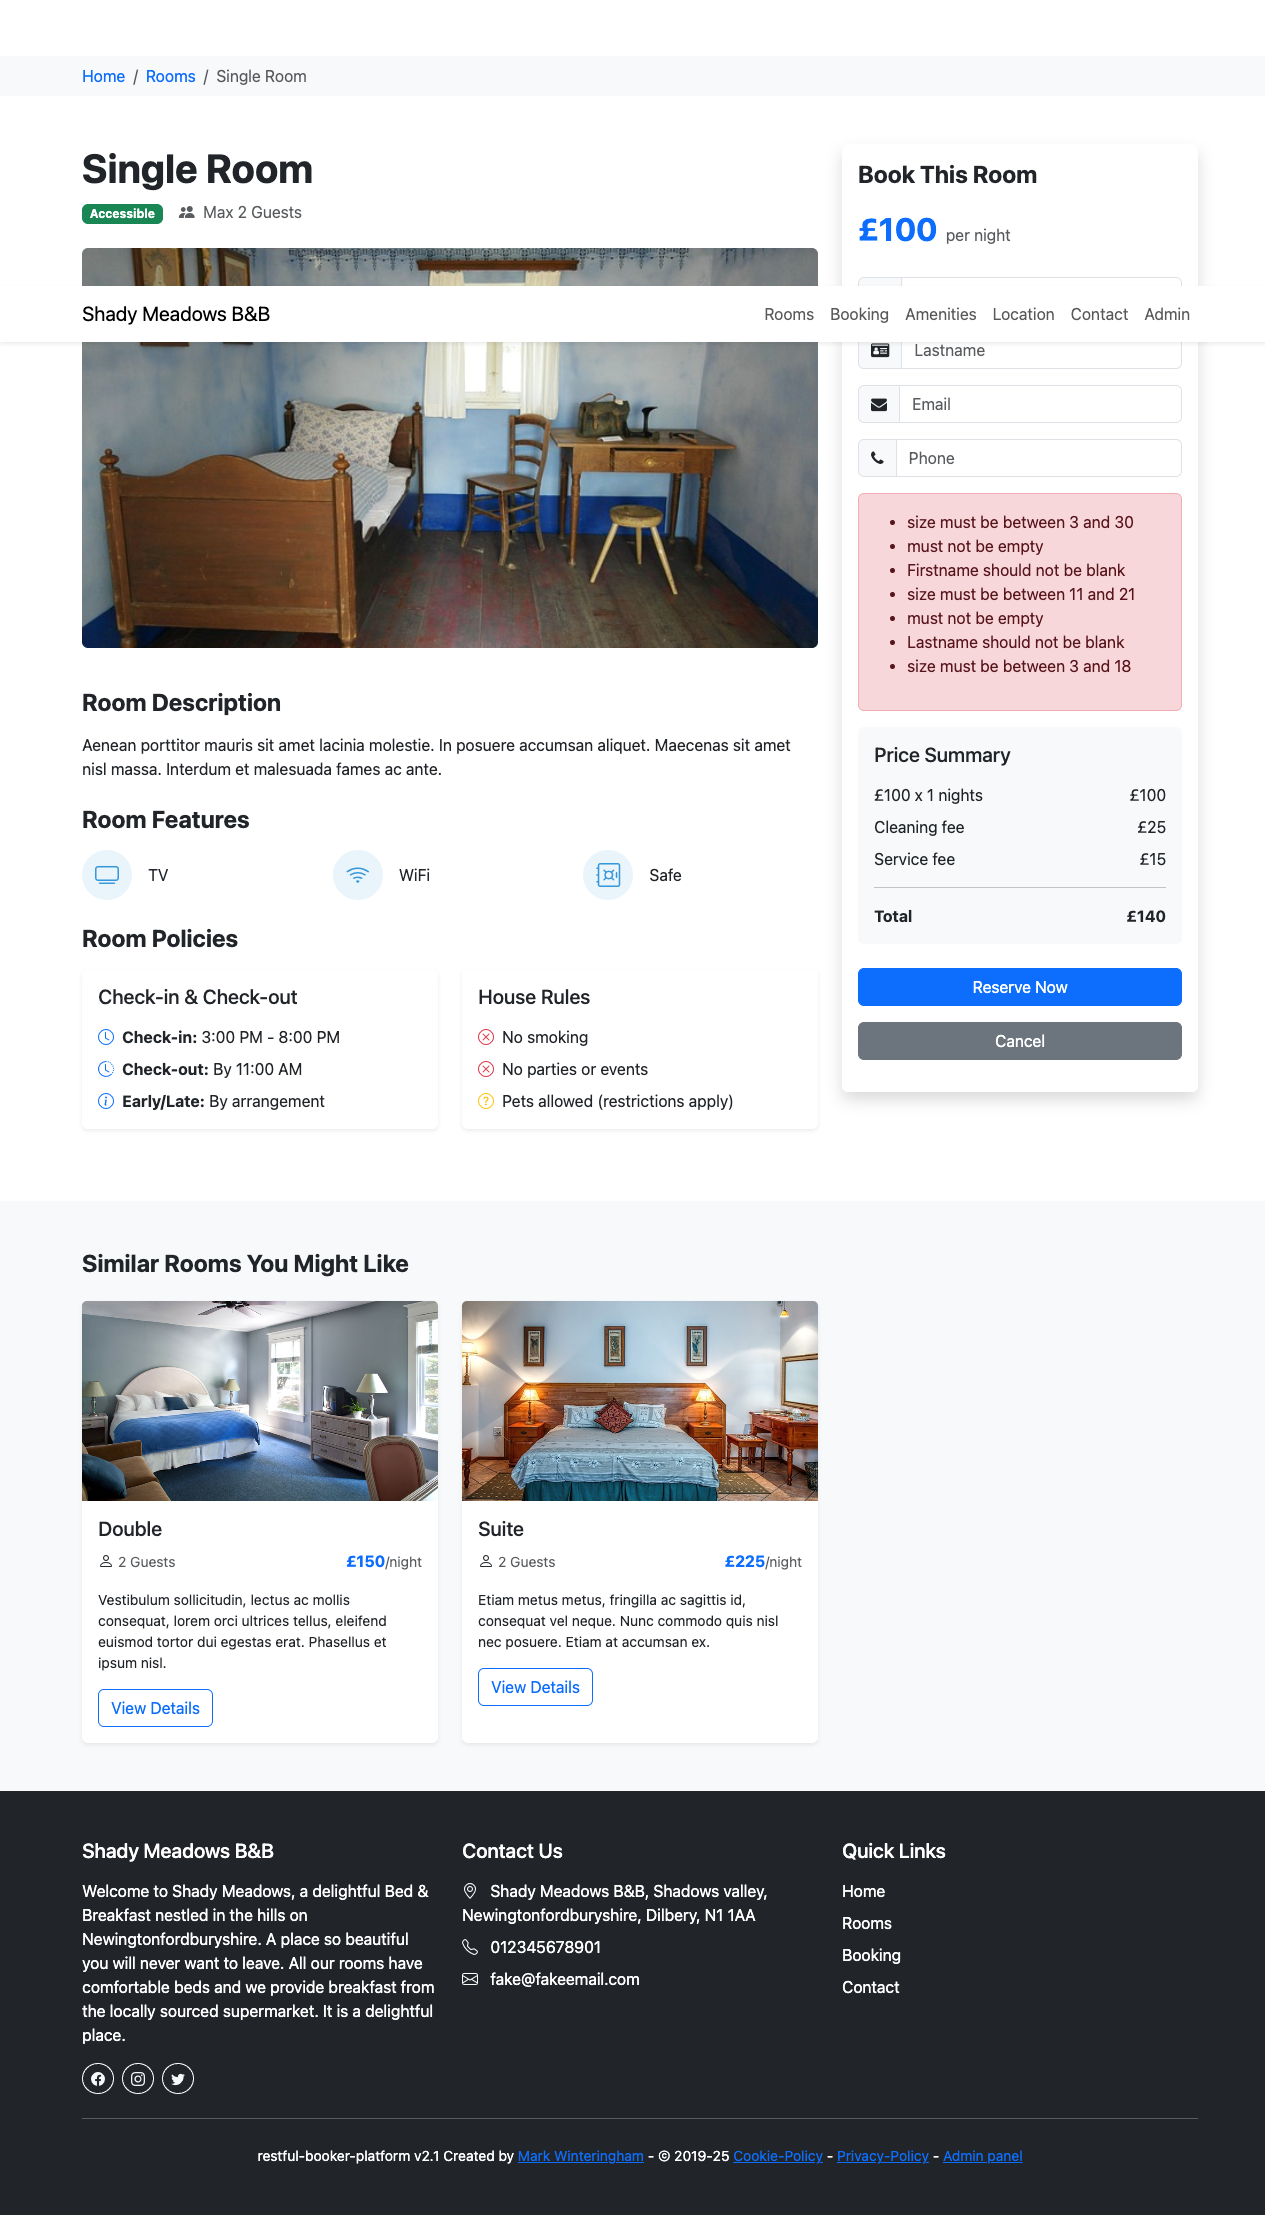 Home / Rooms / Single Room
Single Room
Accessible Max 2 Guests
Book This Room
£100 per night
Shady Meadows B&B Rooms Booking Amenities Location Contact Admin
Lastname
Email
Phone
size must be between 3 and 30
must not be empty
Firstname should not be blank
size must be between 11 and 21
must not be empty
Lastname should not be blank
size must be between 3 and 18
Price Summary
£100 x 1 nights £100
Cleaning fee £25
Service fee £15
Total £140
Reserve Now
Cancel
Room Description
Aenean porttitor mauris sit amet lacinia molestie. In posuere accumsan aliquet. Maecenas sit amet
nisl massa. Interdum et malesuada fames ac ante.
Room Features
TV WiFi Safe
Room Policies
Check-in & Check-out
Check-in: 3:00 PM - 8:00 PM
Check-out: By 11:00 AM
Early/Late: By arrangement
House Rules
No smoking
No parties or events
Pets allowed (restrictions apply)
Similar Rooms You Might Like
Double
2 Guests £150/night
Vestibulum sollicitudin, lectus ac mollis
consequat, lorem orci ultrices tellus, eleifend
euismod tortor dui egestas erat. Phasellus et
ipsum nisl.
View Details
Suite
2 Guests £225/night
Etiam metus metus, fringilla ac sagittis id,
consequat vel neque. Nunc commodo quis nisl
nec posuere. Etiam at accumsan ex.
View Details
Shady Meadows B&B
Welcome to Shady Meadows, a delightful Bed &
Breakfast nestled in the hills on
Newingtonfordburyshire. A place so beautiful
you will never want to leave. All our rooms have
comfortable beds and we provide breakfast from
the locally sourced supermarket. It is a delightful
place.
Contact Us
Shady Meadows B&B, Shadows valley,
Newingtonfordburyshire, Dilbery, N1 1AA
012345678901
fake@fakeemail.com
Quick Links
Home
Rooms
Booking
Contact
restful-booker-platform v2.1 Created by Mark Winteringham - © 2019-25 Cookie-Policy - Privacy-Policy - Admin panel